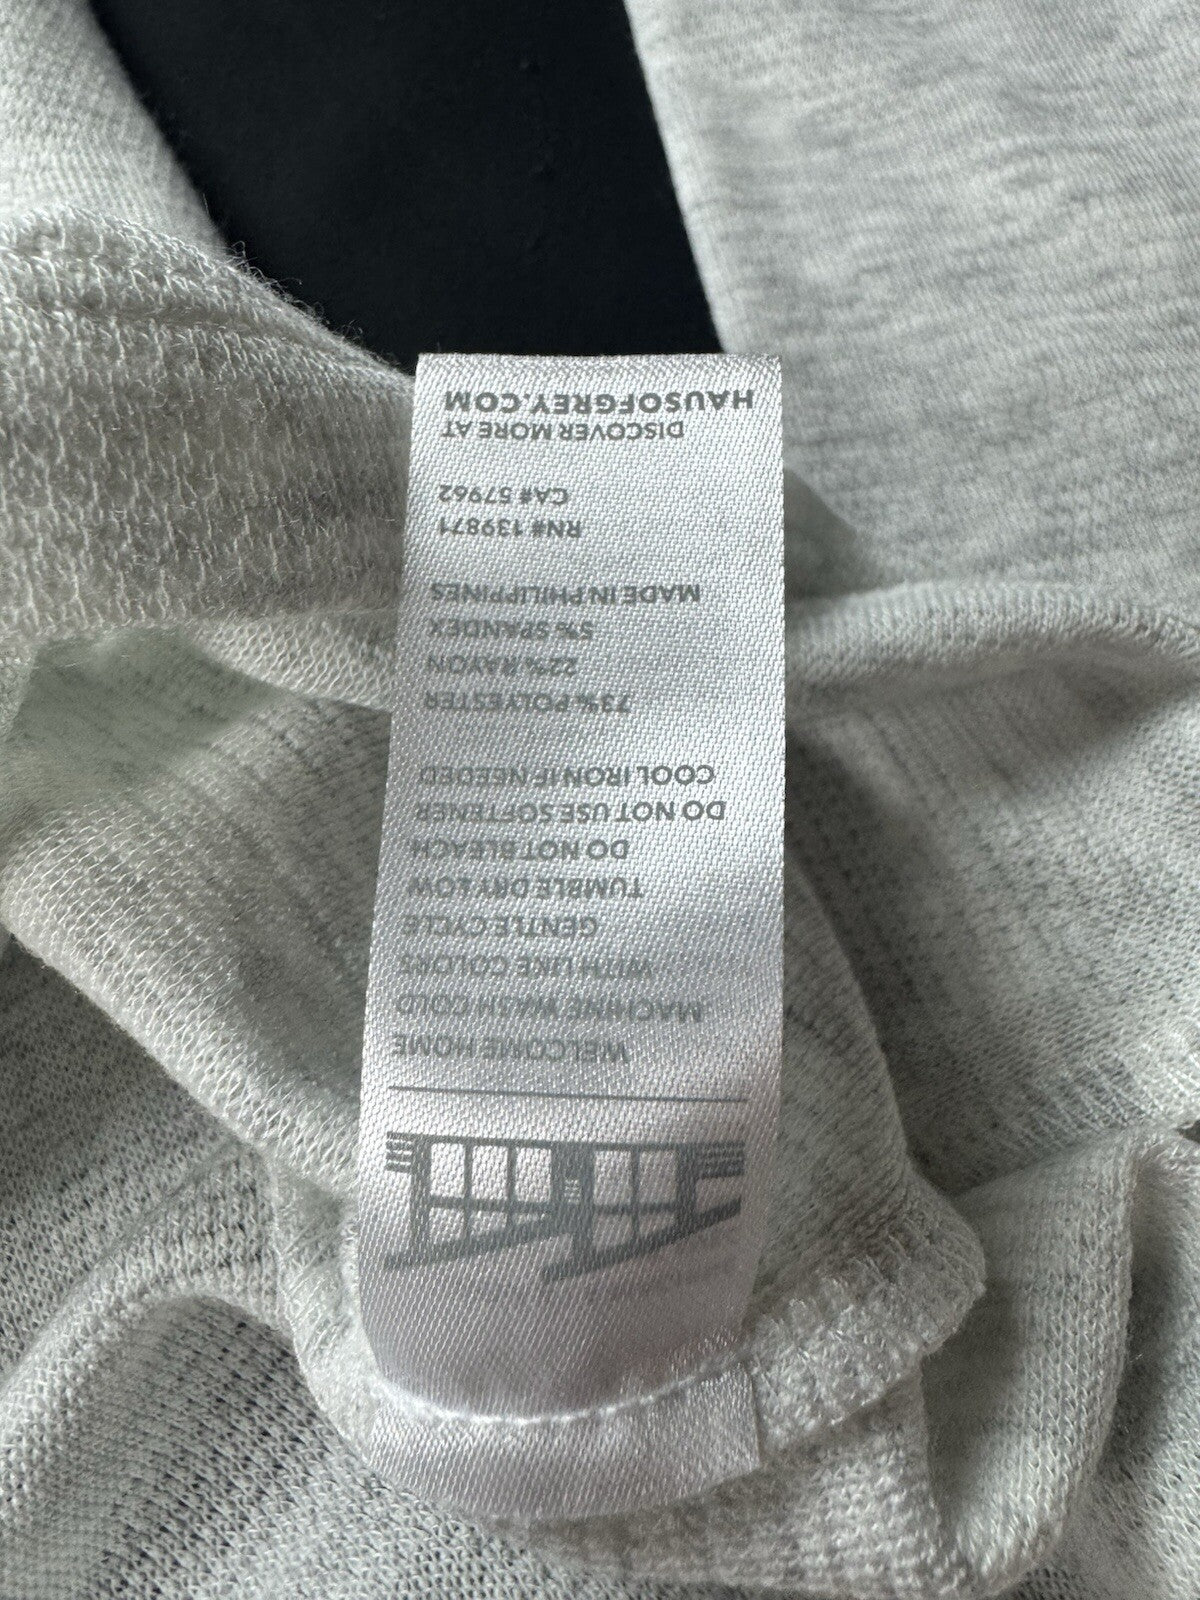 WELCOME HOME
MACHINE WASH COLD
WITH LIKE COLORS
GENTLE CYCLE
TUMBLE DRY LOW
DO NOT BLEACH
DO NOT USE SOFTENER
COOL IRON IF NEEDED
73% POLYESTER
22% RAYON
5% SPANDEX
MADE IN PHILIPPINES
RN# 139871
CA# 57962
DISCOVER MORE AT
HAUSOFGREY.COM